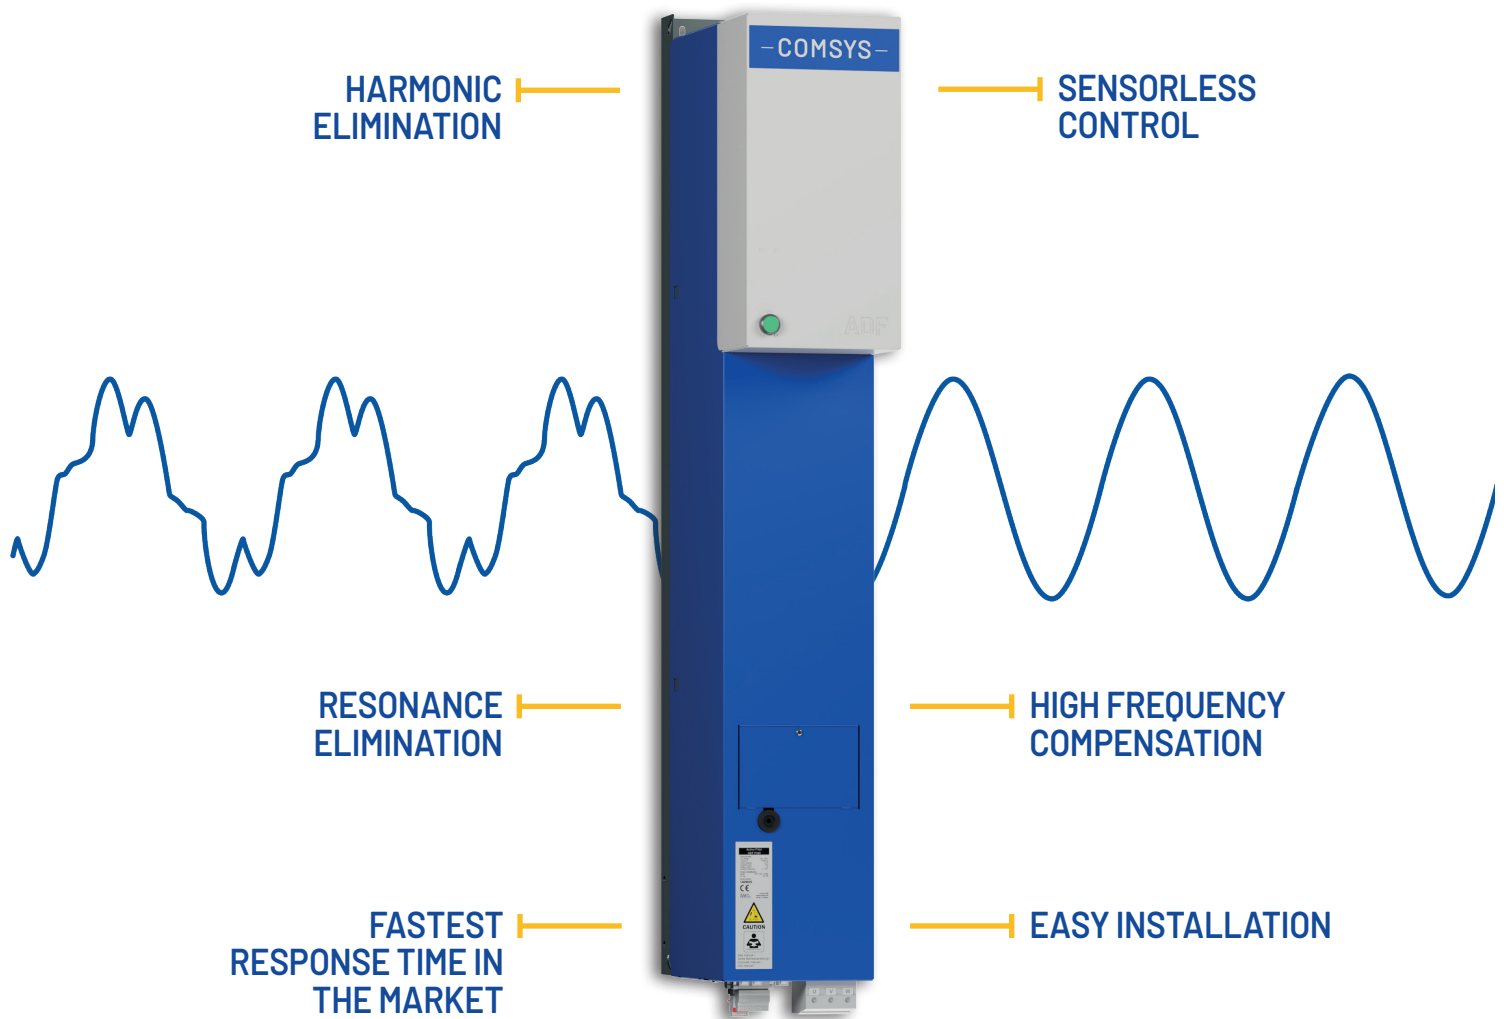 -COMSYS-
HARMONIC
ELIMINATION
SENSORLESS
CONTROL
ADF
RESONANCE
ELIMINATION
HIGH FREQUENCY
COMPENSATION
CE
CAUTION
FASTEST
RESPONSE TIME IN
THE MARKET
EASY INSTALLATION
U V W